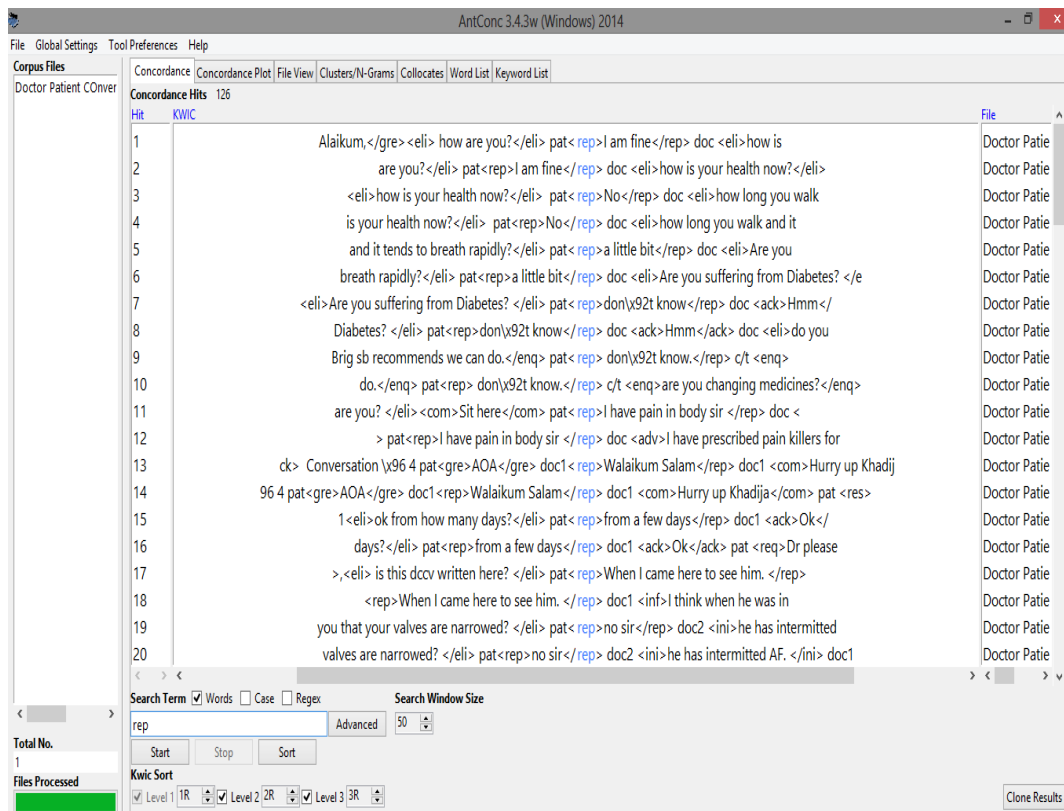 AntConc 3.4.3w (Windows) 2014
File Global Settings Tool Preferences Help
Corpus Files
Doctor Patient COnver
Concordance Concordance Plot File View Clusters/N-Grams Collocates Word List Keyword List
Concordance Hits 126
Hit KWIC File
1 Alaikum,</gre><eli> how are you?</eli> pat<rep>I am fine</rep> doc <eli>how is Doctor Patie
2 are you?</eli> pat<rep>I am fine</rep> doc <eli>how is your health now?</eli> Doctor Patie
3 <eli>how is your health now?</eli> pat<rep>No</rep> doc <eli>how long you walk Doctor Patie
4 is your health now?</eli> pat<rep>No</rep> doc <eli>how long you walk and it Doctor Patie
5 and it tends to breath rapidly?</eli> pat<rep>a little bit</rep> doc <eli>Are you Doctor Patie
6 breath rapidly?</eli> pat<rep>a little bit</rep> doc <eli>Are you suffering from Diabetes? </e Doctor Patie
7 <eli>Are you suffering from Diabetes? </eli> pat<rep>don\x92t know</rep> doc <ack>Hmm</ Doctor Patie
8 Diabetes? </eli> pat<rep>don\x92t know</rep> doc <ack>Hmm</ack> doc <eli>do you Doctor Patie
9 Brig sb recommends we can do.</enq> pat<rep> don\x92t know.</rep> c/t <enq> Doctor Patie
10 do.</enq> pat<rep> don\x92t know.</rep> c/t <enq>are you changing medicines?</enq> Doctor Patie
11 are you? </eli><com>Sit here</com> pat<rep>I have pain in body sir </rep> doc < Doctor Patie
12 > pat<rep>I have pain in body sir </rep> doc <adv>I have prescribed pain killers for Doctor Patie
13 ck> Conversation \x96 4 pat<gre>AOA</gre> doc1<rep>Walaikum Salam</rep> doc1 <com>Hurry up Khadij Doctor Patie
14 96 4 pat<gre>AOA</gre> doc1<rep>Walaikum Salam</rep> doc1 <com>Hurry up Khadija</com> pat <res> Doctor Patie
15 1<eli>ok from how many days?</eli> pat<rep>from a few days</rep> doc1 <ack>Ok</ Doctor Patie
16 days?</eli> pat<rep>from a few days</rep> doc1 <ack>Ok</ack> pat <req>Dr please Doctor Patie
17 >,<eli> is this dccv written here? </eli> pat<rep>When I came here to see him. </rep> Doctor Patie
18 <rep>When I came here to see him. </rep> doc1 <inf>I think when he was in Doctor Patie
19 you that your valves are narrowed? </eli> pat<rep>no sir</rep> doc2 <ini>he has intermitted Doctor Patie
20 valves are narrowed? </eli> pat<rep>no sir</rep> doc2 <ini>he has intermitted AF. </ini> doc1 Doctor Patie
Search Term Words Case Regex Search Window Size
rep Advanced 50
Total No.
1
Start Stop Sort
Files Processed
Kwic Sort
Level 1 1R Level 2 2R Level 3 3R Clone Results